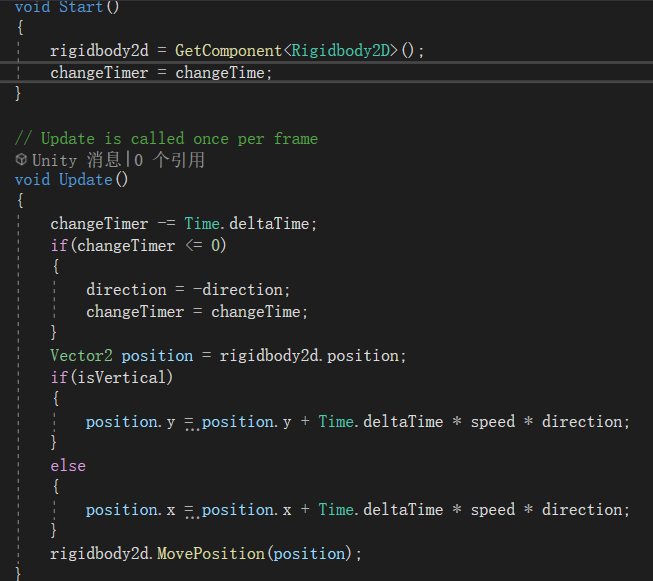 void Start()
{
rigidbody2d = GetComponent<Rigidbody2D>();
changeTimer = changeTime;
}
// Update is called once per frame
Unity 消息|0 个引用
void Update()
{
changeTimer -= Time.deltaTime;
if(changeTimer <= 0)
{
direction = -direction;
changeTimer = changeTime;
}
Vector2 position = rigidbody2d.position;
if(isVertical)
{
position.y = position.y + Time.deltaTime * speed * direction;
}
else
{
position.x = position.x + Time.deltaTime * speed * direction;
}
rigidbody2d.MovePosition(position);
}